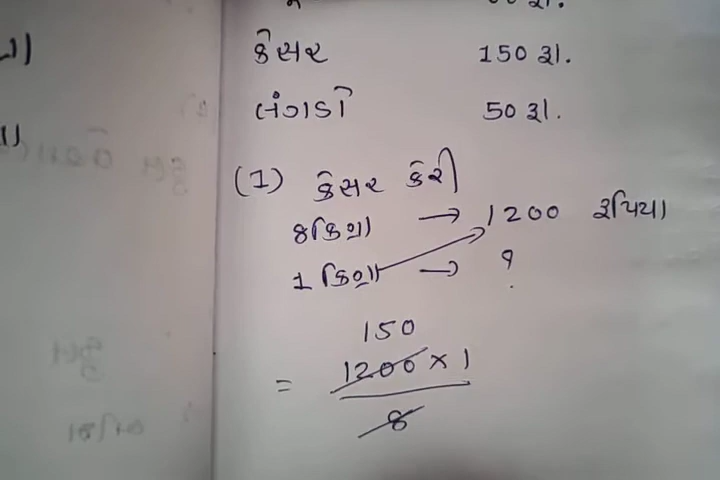 કેસર 150 રૂા.
લંગડો 50 રૂા.
(1) કેસર કેરી
8 કિગ્રા → 1200 રૂપિયા
1 કિગ્રા → ?
150
= 1200 × 1
8